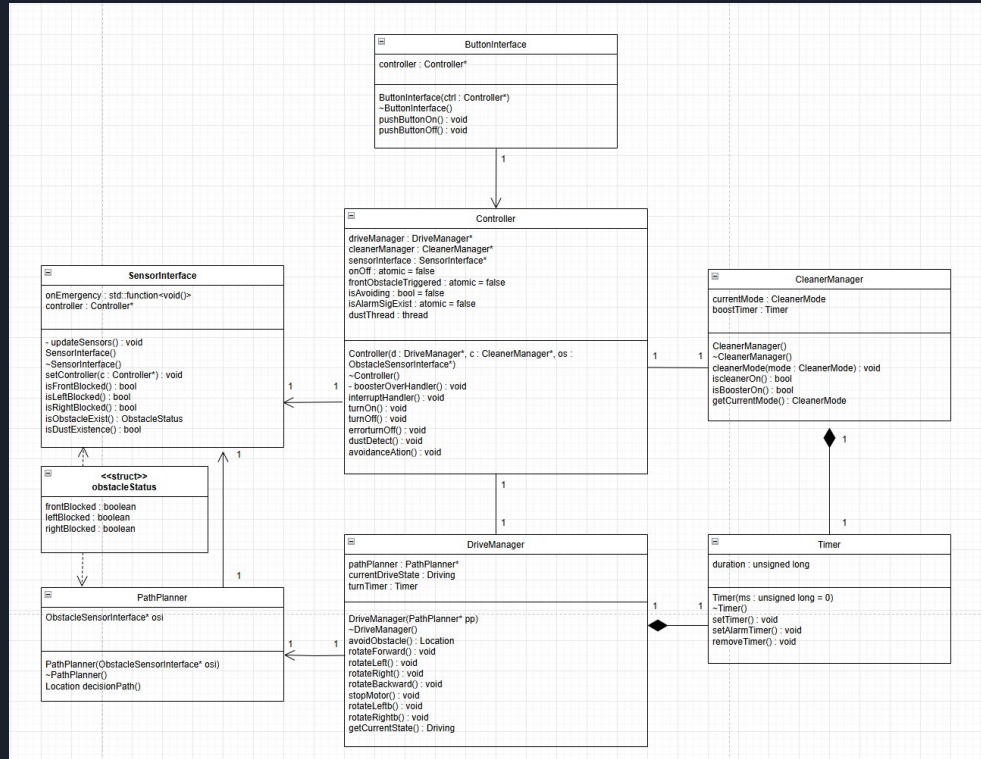 ButtonInterface
controller : Controller*
ButtonInterface(ctrl : Controller*)
~ButtonInterface()
pushButtonOn() : void
pushButtonOff() : void
1
Controller
driveManager : DriveManager*
cleanerManager : CleanerManager*
sensorInterface : SensorInterface*
onOff : atomic = false
frontObstacleTriggered : atomic = false
isAvoiding : bool = false
isAlarmSigExist : atomic = false
dustThread : thread
Controller(d : DriveManager*, c : CleanerManager*, os :
ObstacleSensorInterface*)
~Controller()
- boosterOverHandler() : void
interruptHandler() : void
turnOn() : void
turnOff() : void
errorturnOff() : void
dustDetect() : void
avoidanceAtion() : void
SensorInterface
onEmergency : std::function<void()>
controller : Controller*
- updateSensors() : void
SensorInterface()
~SensorInterface()
setController(c : Controller*) : void
isFrontBlocked() : bool
isLeftBlocked() : bool
isRightBlocked() : bool
isObstacleExist() : ObstacleStatus
isDustExistence() : bool
1
1
CleanerManager
currentMode : CleanerMode
boostTimer : Timer
CleanerManager()
~CleanerManager()
cleanerMode(mode : CleanerMode) : void
iscleanerOn() : bool
isBoosterOn() : bool
getCurrentMode() : CleanerMode
1
1
1
1
<<struct>>
obstacleStatus
frontBlocked : boolean
leftBlocked : boolean
rightBlocked : boolean
1
1
1
1
PathPlanner
ObstacleSensorInterface* osi
PathPlanner(ObstacleSensorInterface* osi)
~PathPlanner()
Location decisionPath()
1
1
DriveManager
pathPlanner : PathPlanner*
currentDriveState : Driving
turnTimer : Timer
DriveManager(PathPlanner* pp)
~DriveManager()
avoidObstacle() : Location
rotateForward() : void
rotateLeft() : void
rotateRight() : void
rotateBackward() : void
stopMotor() : void
rotateLeftb() : void
rotateRightb() : void
getCurrentState() : Driving
1
1
Timer
duration : unsigned long
Timer(ms : unsigned long = 0)
~Timer()
setTimer() : void
setAlarmTimer() : void
removeTimer() : void